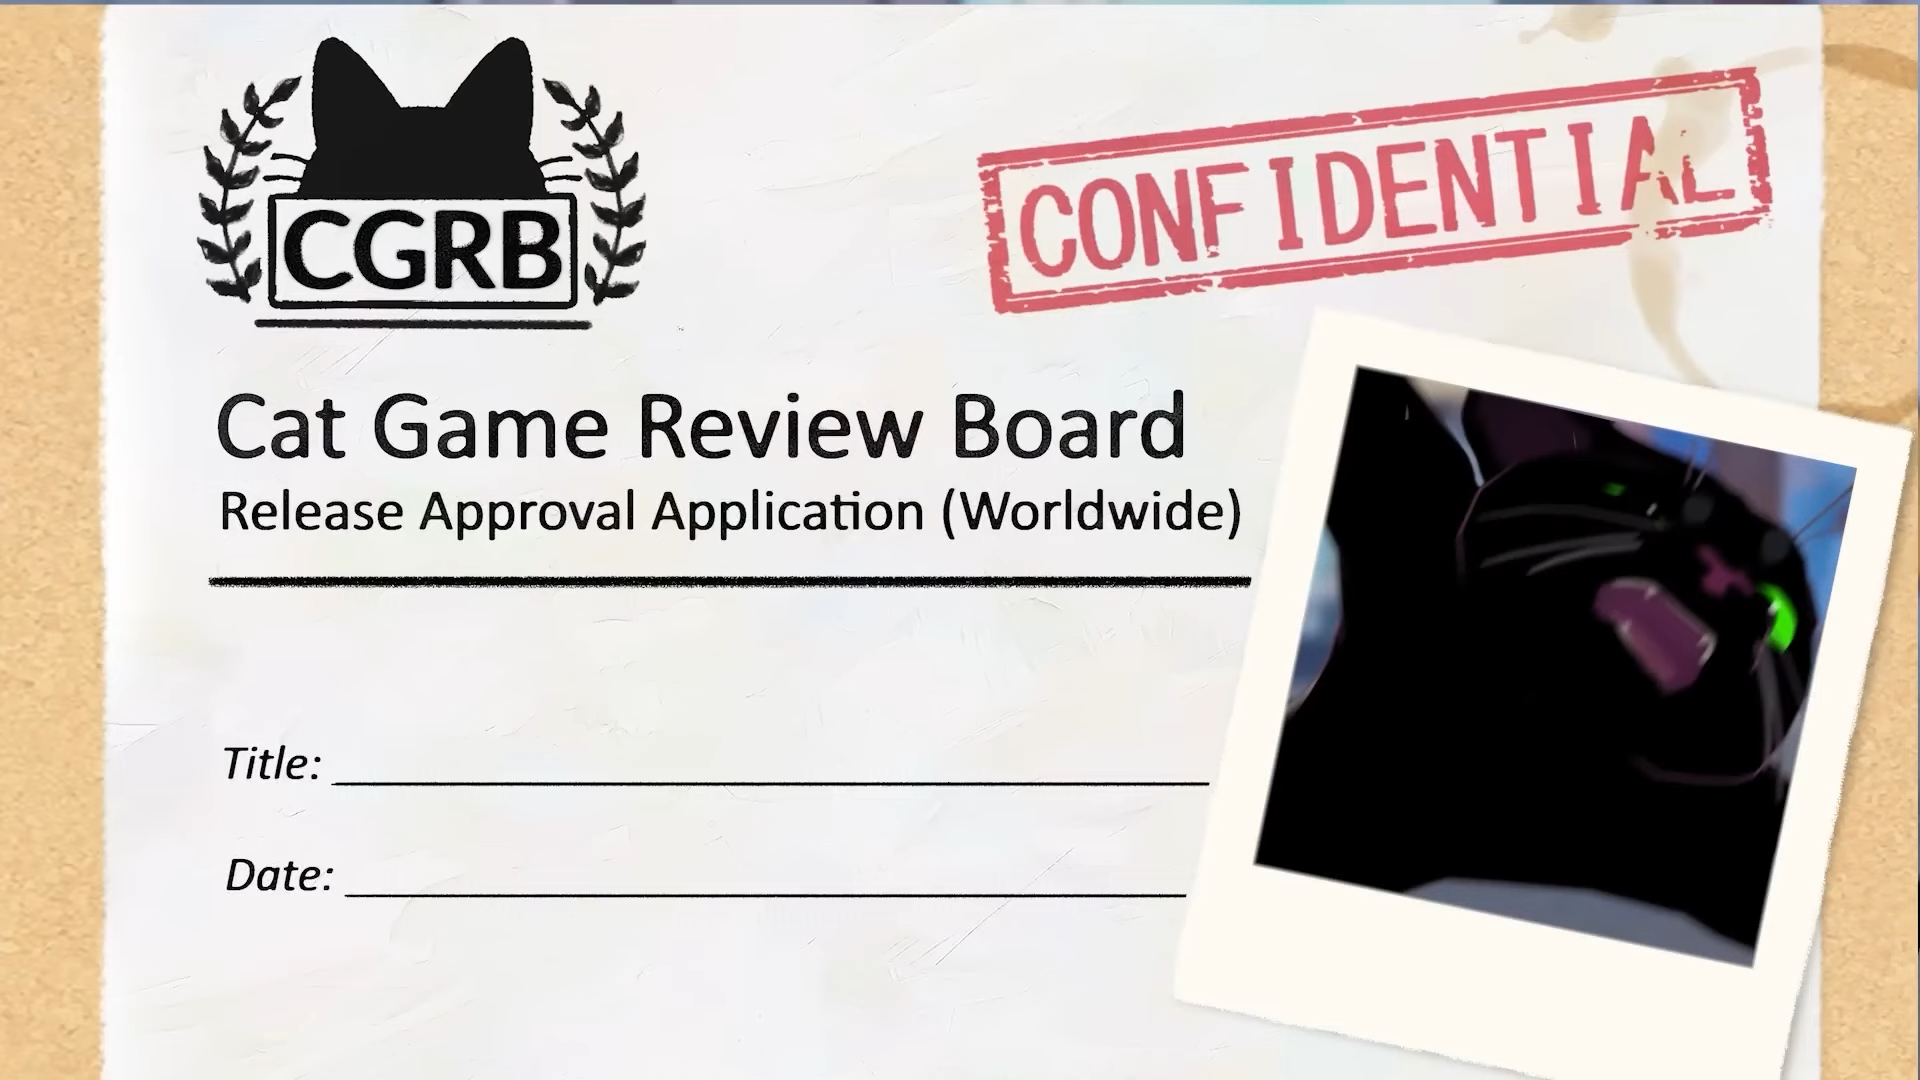 CGRB
CONFIDENTIAL
Cat Game Review Board
Release Approval Application (Worldwide)
Title:
Date: